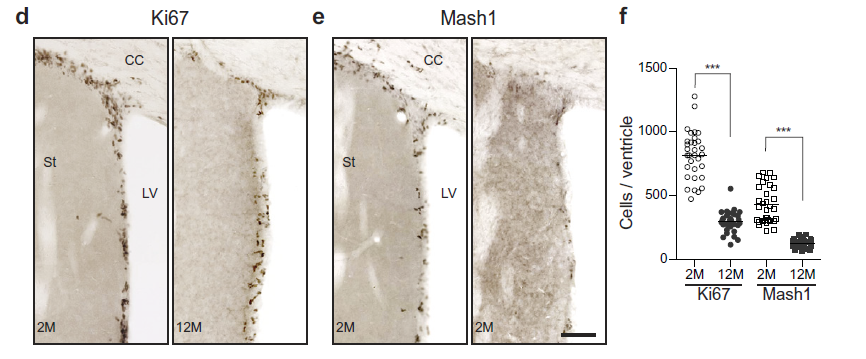 d
Ki67
CC
St
LV
2M
12M
e
Mash1
CC
St
LV
2M
2M
f
Cells / ventricle
1500
1000
500
0
***
***
2M 12M 2M 12M
Ki67 Mash1